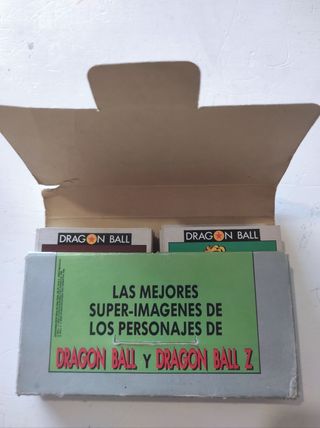 DRAGON BALL
DRAGON BALL
LAS MEJORES
SUPER-IMAGENES DE
LOS PERSONAJES DE
DRAGON BALL Y DRAGON BALL Z